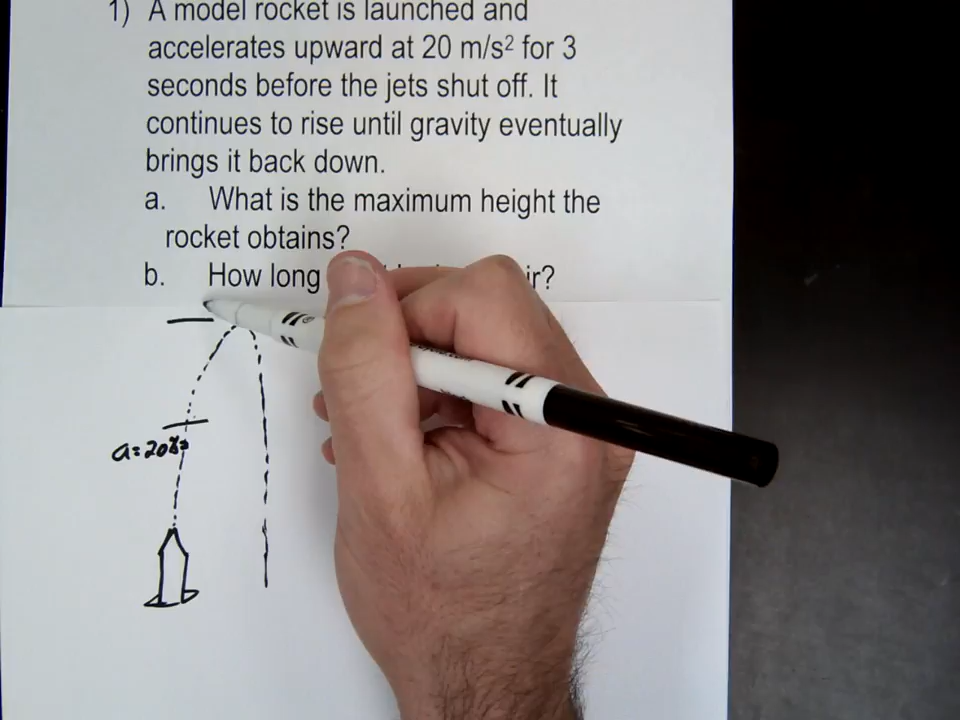 1) A model rocket is launched and
accelerates upward at 20 m/s² for 3
seconds before the jets shut off. It
continues to rise until gravity eventually
brings it back down.
a. What is the maximum height the
rocket obtains?
b. How long ir?
a=20